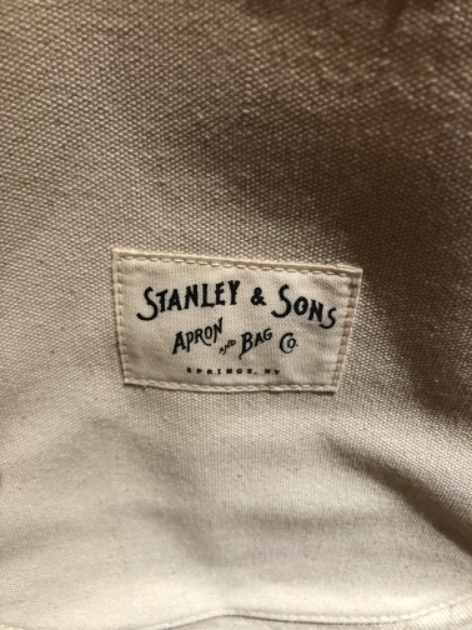 STANLEY & SONS
APRON AND BAG CO.
SPRINGS, NY